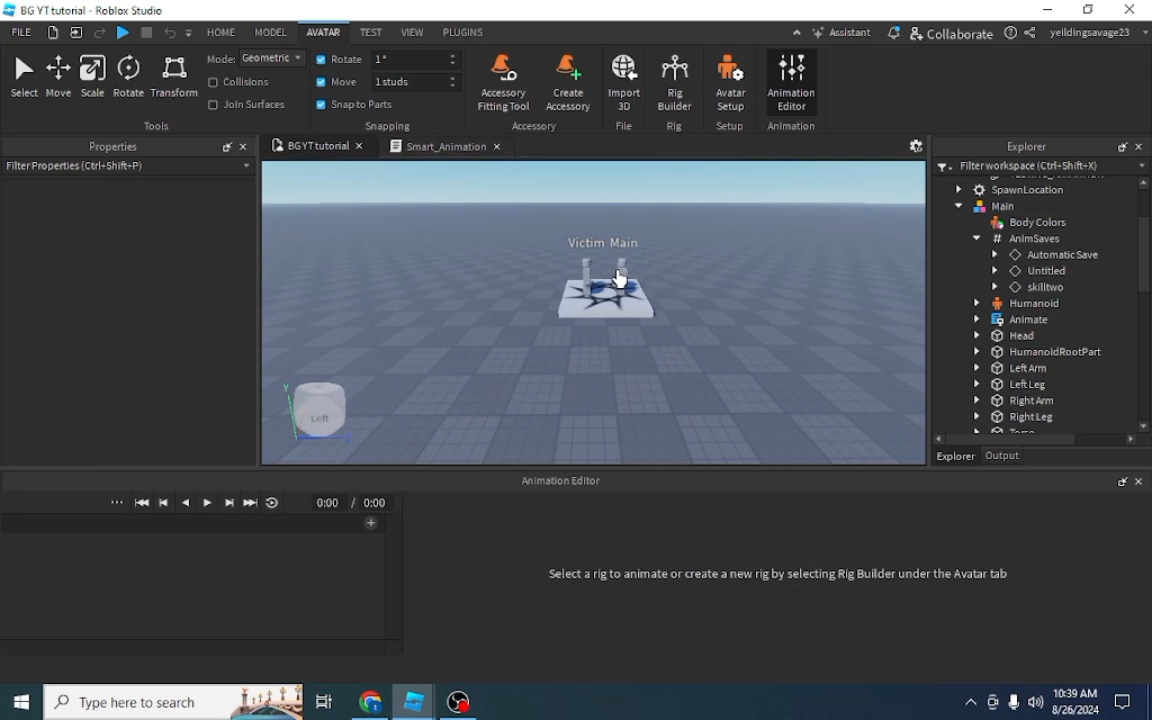 BG YT tutorial - Roblox Studio
FILE HOME MODEL AVATAR TEST VIEW PLUGINS Assistant Collaborate yeildingsavage23
Select Move Scale Rotate Transform
Mode: Geometric
Collisions
Join Surfaces
Tools
Rotate 1°
Move 1 studs
Snap to Parts
Snapping
Accessory Fitting Tool
Create Accessory
Accessory
Import 3D
File
Rig Builder
Rig
Avatar Setup
Setup
Animation Editor
Animation
Properties
Filter Properties (Ctrl+Shift+P)
BG YT tutorial
Smart_Animation
Victim Main
Left
Y
Explorer
Filter workspace (Ctrl+Shift+X)
SpawnLocation
Main
Body Colors
AnimSaves
Automatic Save
Untitled
skilltwo
Humanoid
Animate
Head
HumanoidRootPart
Left Arm
Left Leg
Right Arm
Right Leg
Torso
Explorer Output
Animation Editor
0:00 / 0:00
Select a rig to animate or create a new rig by selecting Rig Builder under the Avatar tab
Type here to search
10:39 AM
8/26/2024